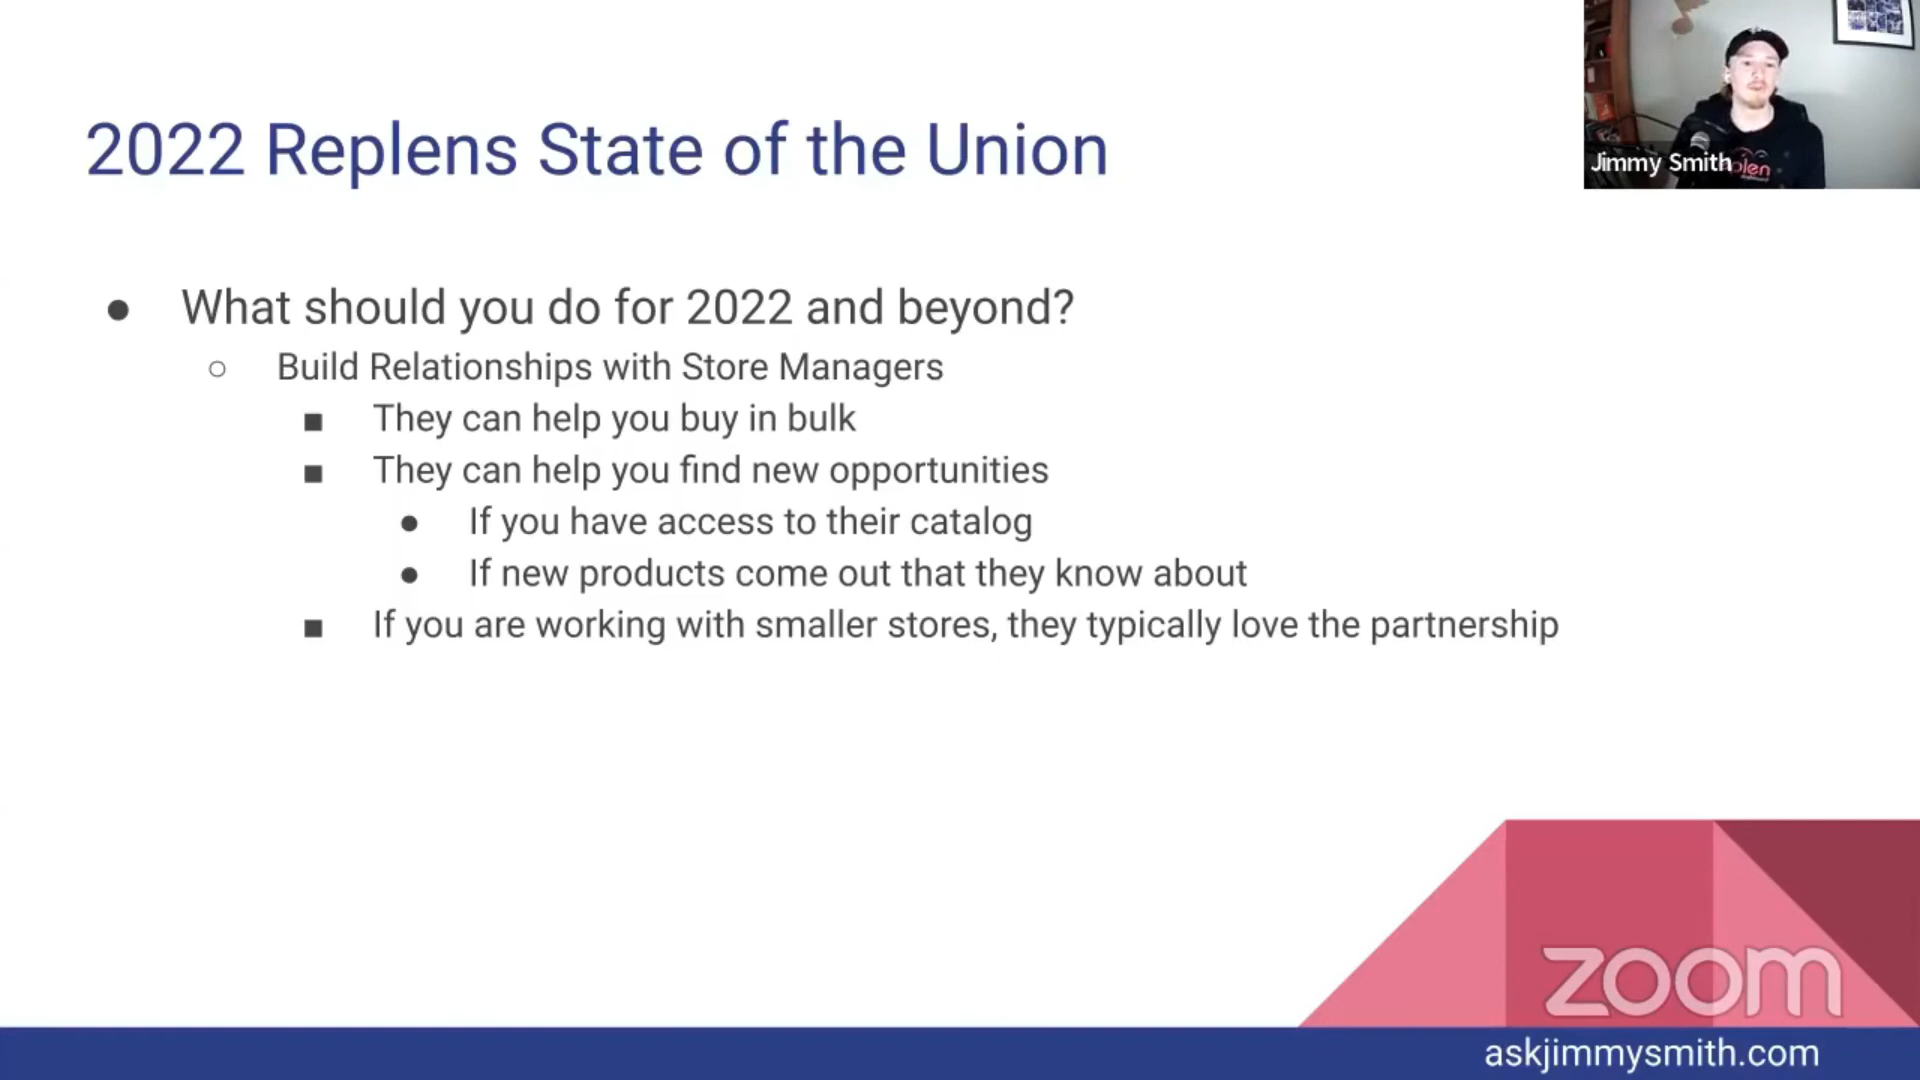 2022 Replens State of the Union
Jimmy Smith
plen
What should you do for 2022 and beyond?
Build Relationships with Store Managers
They can help you buy in bulk
They can help you find new opportunities
If you have access to their catalog
If new products come out that they know about
If you are working with smaller stores, they typically love the partnership
zoom
askjimmysmith.com